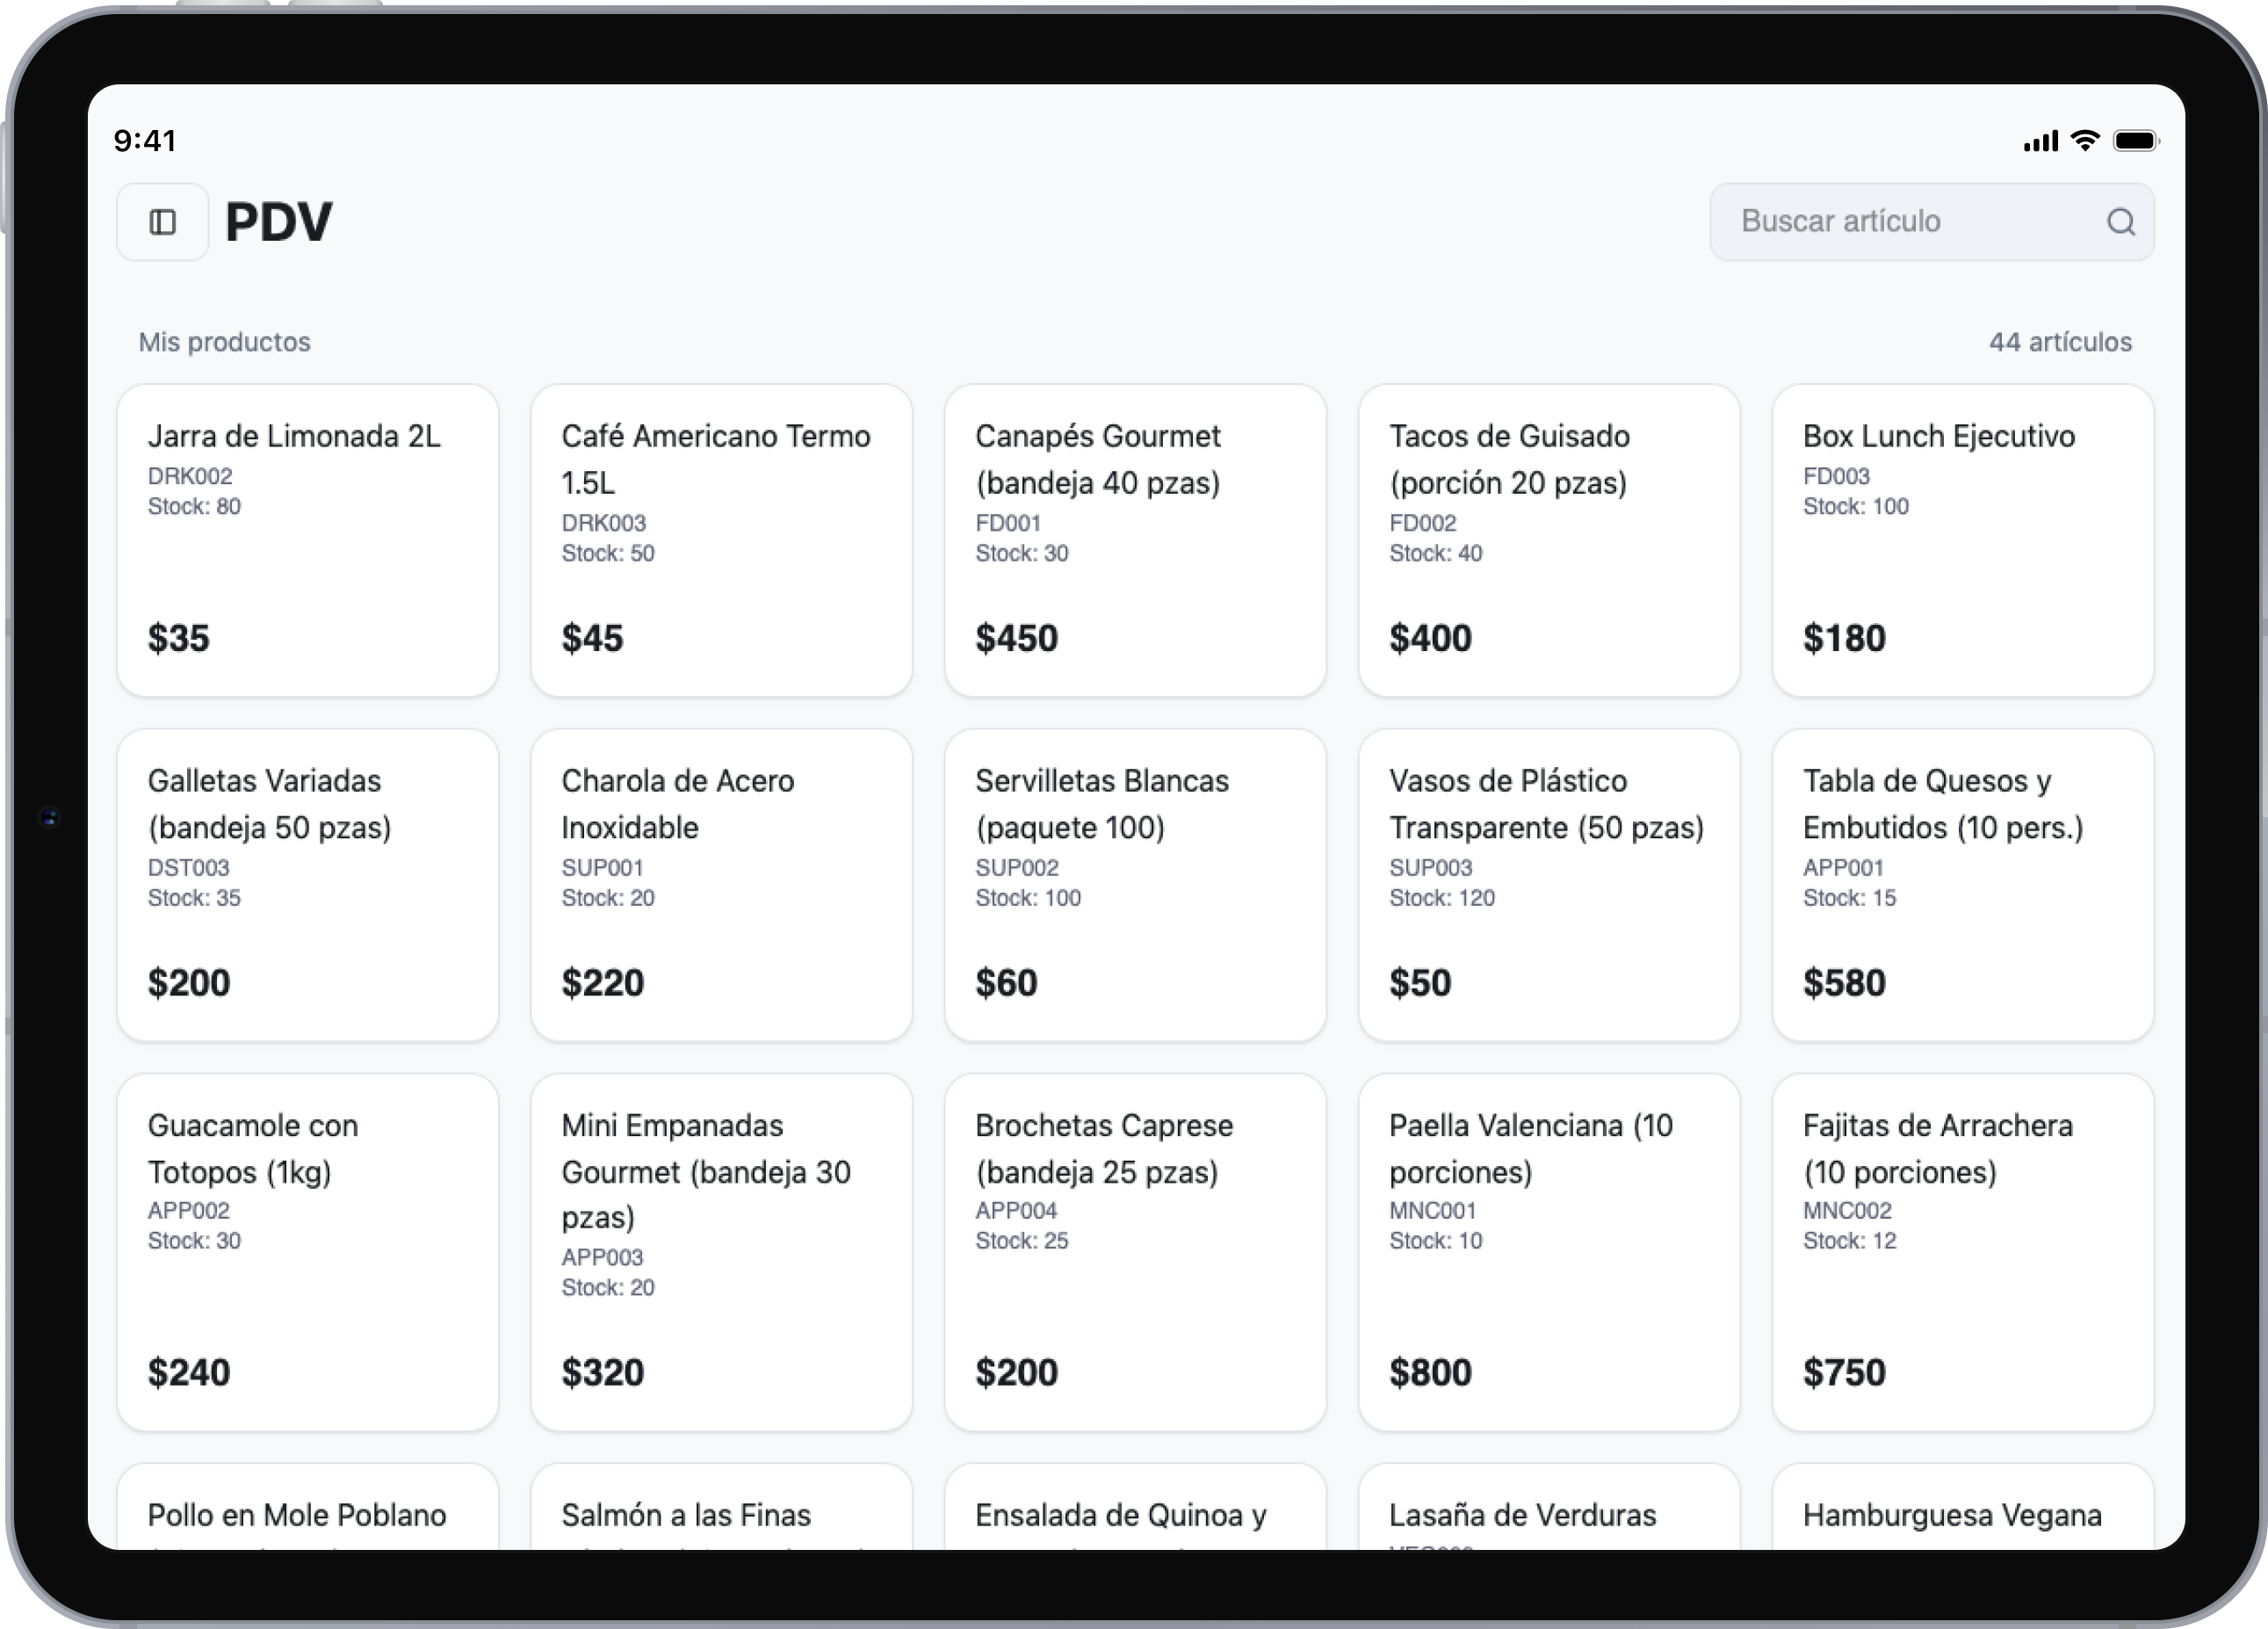 9:41
PDV
Buscar artículo
Mis productos
44 artículos
Jarra de Limonada 2L
DRK002
Stock: 80
$35
Café Americano Termo
1.5L
DRK003
Stock: 50
$45
Canapés Gourmet
(bandeja 40 pzas)
FD001
Stock: 30
$450
Tacos de Guisado
(porción 20 pzas)
FD002
Stock: 40
$400
Box Lunch Ejecutivo
FD003
Stock: 100
$180
Galletas Variadas
(bandeja 50 pzas)
DST003
Stock: 35
$200
Charola de Acero
Inoxidable
SUP001
Stock: 20
$220
Servilletas Blancas
(paquete 100)
SUP002
Stock: 100
$60
Vasos de Plástico
Transparente (50 pzas)
SUP003
Stock: 120
$50
Tabla de Quesos y
Embutidos (10 pers.)
APP001
Stock: 15
$580
Guacamole con
Totopos (1kg)
APP002
Stock: 30
$240
Mini Empanadas
Gourmet (bandeja 30
pzas)
APP003
Stock: 20
$320
Brochetas Caprese
(bandeja 25 pzas)
APP004
Stock: 25
$200
Paella Valenciana (10
porciones)
MNC001
Stock: 10
$800
Fajitas de Arrachera
(10 porciones)
MNC002
Stock: 12
$750
Pollo en Mole Poblano
Salmón a las Finas
Ensalada de Quinoa y
Lasaña de Verduras
Hamburguesa Vegana